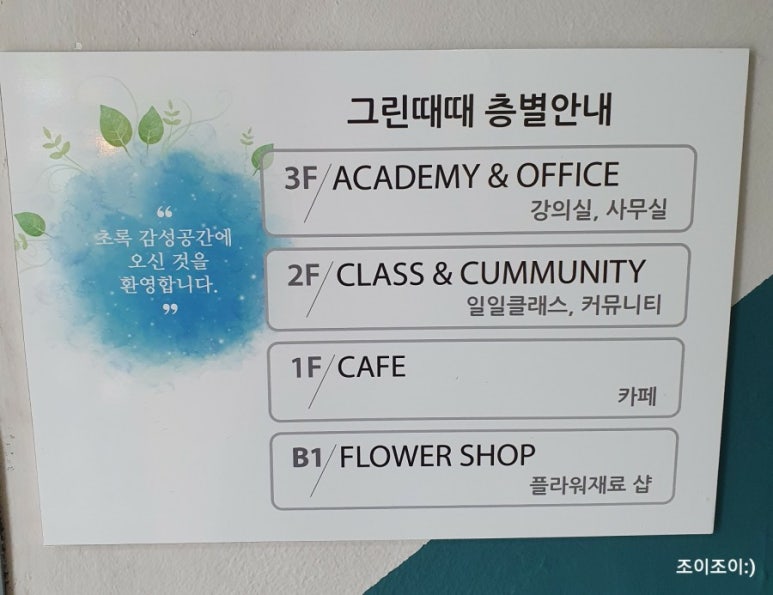 그린때때 층별안내
“
초록 감성공간에
오신 것을
환영합니다.
”
3F/ACADEMY & OFFICE
강의실, 사무실
2F/CLASS & CUMMUNITY
일일클래스, 커뮤니티
1F/CAFE
카페
B1/FLOWER SHOP
플라워재료 샵
조이조이:)